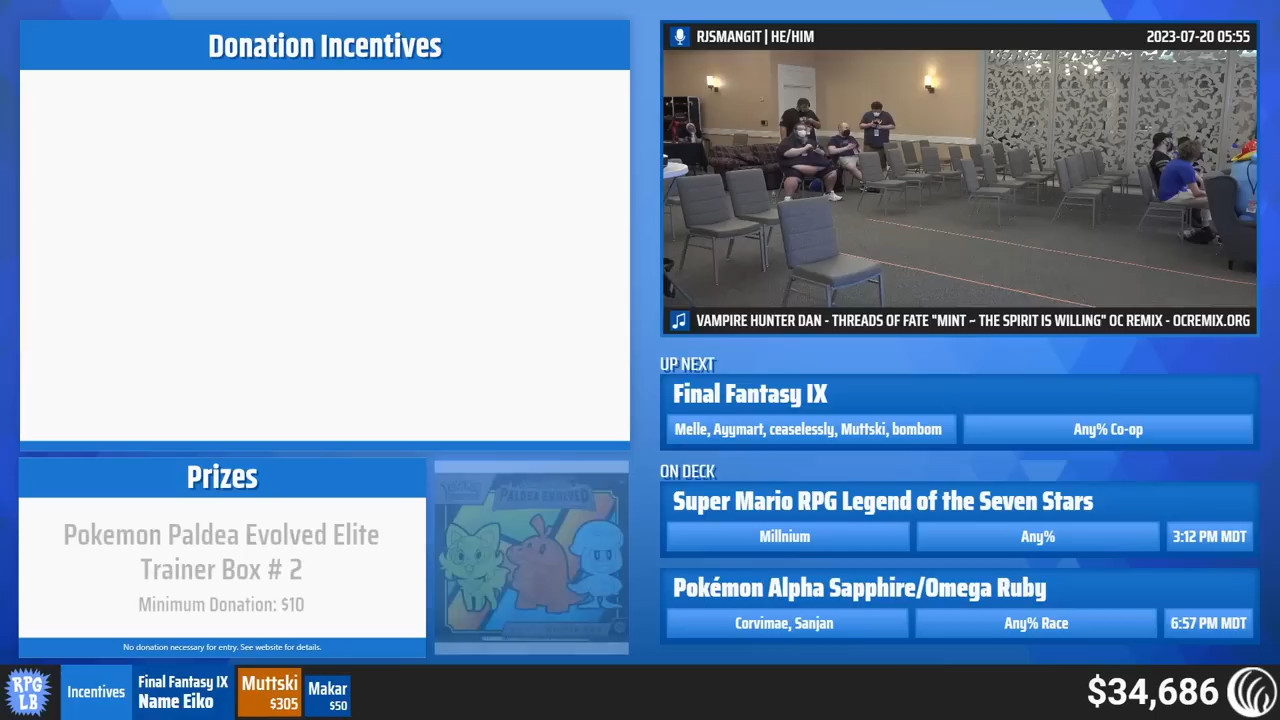 Donation Incentives
RJSMANGIT | HE/HIM
2023-07-20 05:55
VAMPIRE HUNTER DAN - THREADS OF FATE "MINT ~ THE SPIRIT IS WILLING" OC REMIX - OCREMIX.ORG
UP NEXT
Final Fantasy IX
Melle, Ayymart, ceaselessly, Muttski, bombom
Any% Co-op
ON DECK
Super Mario RPG Legend of the Seven Stars
Millnium
Any%
3:12 PM MDT
Pokémon Alpha Sapphire/Omega Ruby
Corvimae, Sanjan
Any% Race
6:57 PM MDT
Prizes
Pokemon Paldea Evolved Elite
Trainer Box # 2
Minimum Donation: $10
No donation necessary for entry. See website for details.
PALDEA EVOLVED
RPG
LB
Incentives
Final Fantasy IX
Name Eiko
Muttski
$305
Makar
$50
$34,686